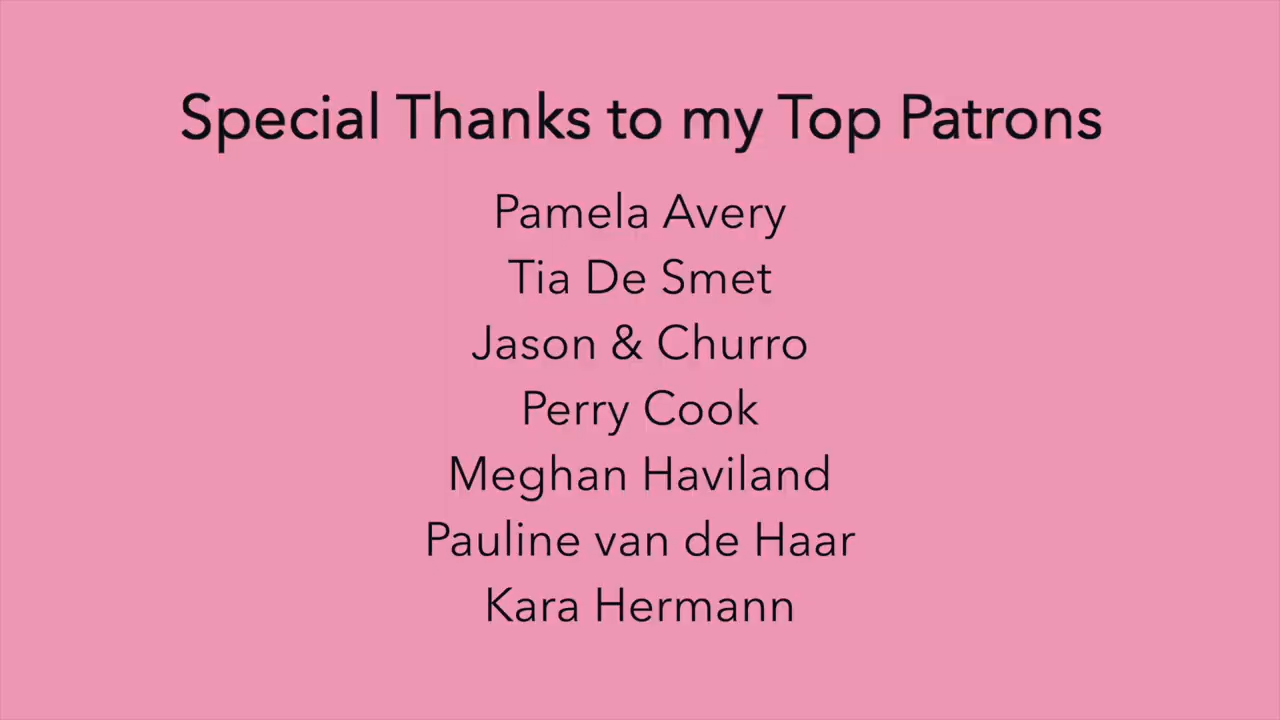 Special Thanks to my Top Patrons
Pamela Avery
Tia De Smet
Jason & Churro
Perry Cook
Meghan Haviland
Pauline van de Haar
Kara Hermann